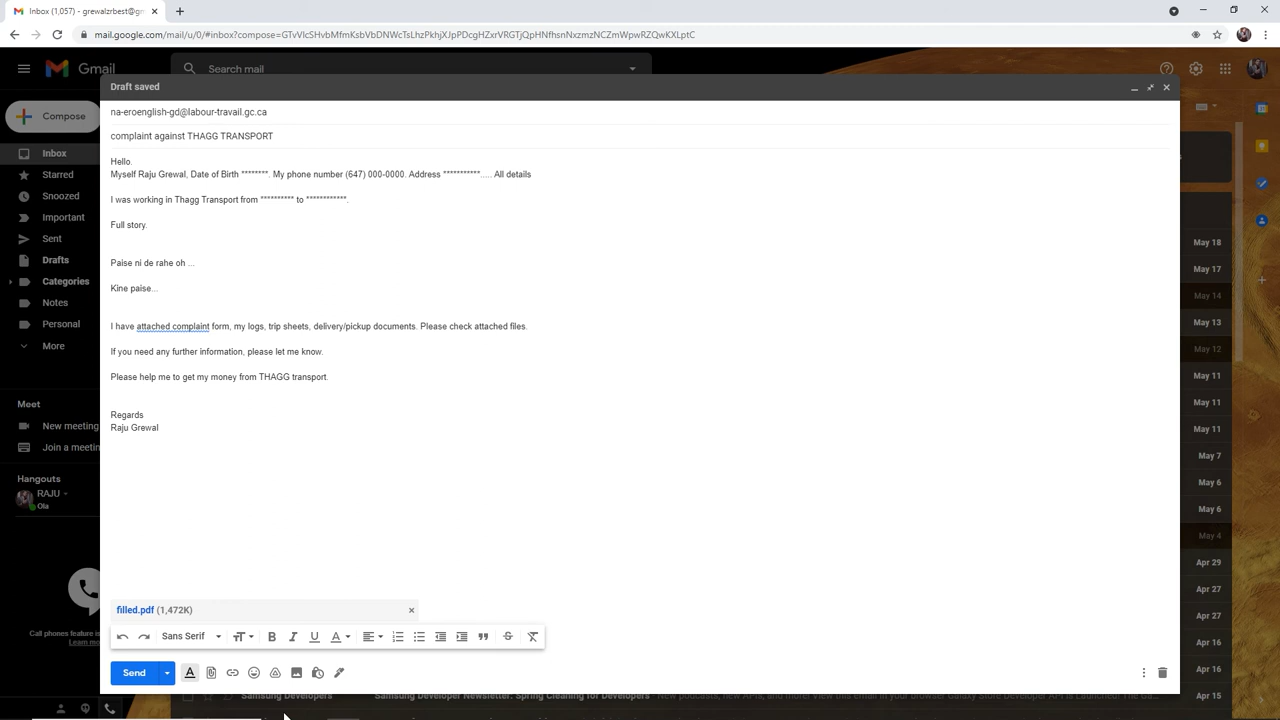 Inbox (1,057) - grewalzrbest@gm
mail.google.com/mail/u/0/#inbox?compose=GTvVlcSHvbMfmKsbVbDNWcTsLhzPkhjXJpPDcgHZxrVRGTjQpHNfhsnNxzmzNCZmWpwRZQwKXLptC
Gmail
Search mail
Compose
Inbox
Starred
Snoozed
Important
Sent
Drafts
Categories
Notes
Personal
More
Meet
New meeting
Join a meetin
Hangouts
RAJU
Ola
Call phones feature is
Learn mo
Draft saved
na-eroenglish-gd@labour-travail.gc.ca
complaint against THAGG TRANSPORT
Hello.
Myself Raju Grewal, Date of Birth ********. My phone number (647) 000-0000. Address ***********..... All details
I was working in Thagg Transport from ********** to ************.
Full story.
Paise ni de rahe oh ...
Kine paise...
I have attached complaint form, my logs, trip sheets, delivery/pickup documents. Please check attached files.
If you need any further information, please let me know.
Please help me to get my money from THAGG transport.
Regards
Raju Grewal
filled.pdf (1,472K)
Sans Serif
Send
May 18
May 17
May 14
May 13
May 12
May 11
May 11
May 11
May 7
May 6
May 6
May 4
Apr 29
Apr 27
Apr 27
Apr 16
Apr 16
Apr 15
Samsung Developers
Samsung Developer Newsletter: Spring Cleaning for Developers